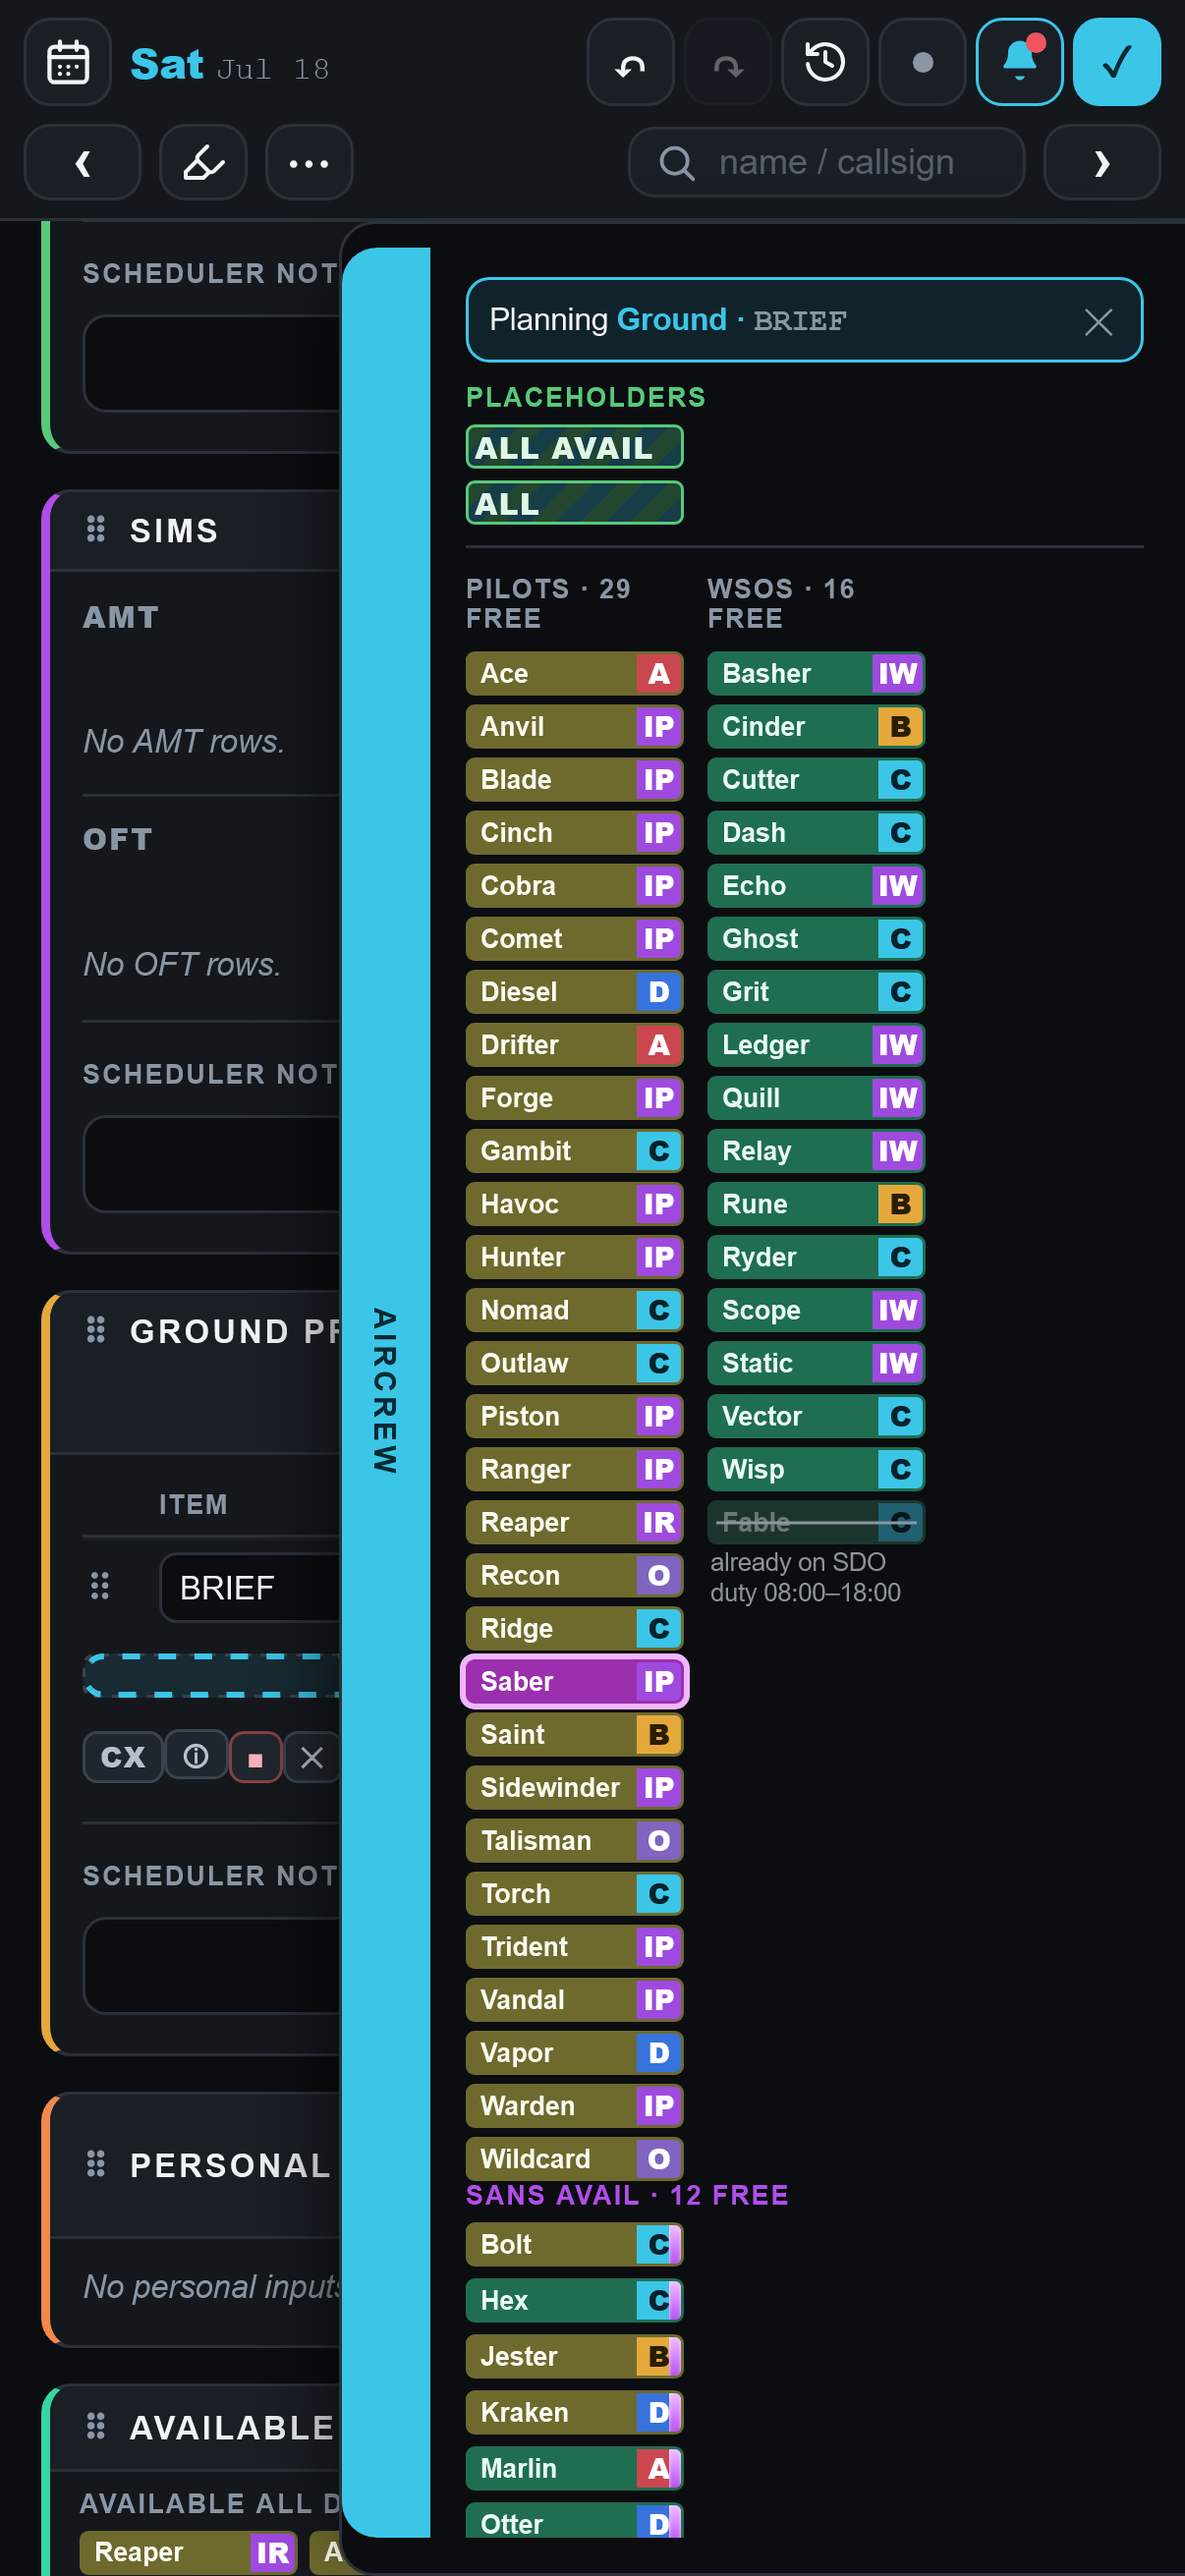 Sat Jul 18
name / callsign
SCHEDULER NOT
SIMS
AMT
No AMT rows.
OFT
No OFT rows.
SCHEDULER NOT
GROUND PR
ITEM
BRIEF
CX
SCHEDULER NOT
PERSONAL
No personal inputs
AVAILABLE
AVAILABLE ALL D
Reaper IR
A
AIRCREW
Planning Ground · BRIEF
PLACEHOLDERS
ALL AVAIL
ALL
PILOTS · 29
FREE
Ace A
Anvil IP
Blade IP
Cinch IP
Cobra IP
Comet IP
Diesel D
Drifter A
Forge IP
Gambit C
Havoc IP
Hunter IP
Nomad C
Outlaw C
Piston IP
Ranger IP
Reaper IR
Recon O
Ridge C
Saber IP
Saint B
Sidewinder IP
Talisman O
Torch C
Trident IP
Vandal IP
Vapor D
Warden IP
Wildcard O
WSOS · 16
FREE
Basher IW
Cinder B
Cutter C
Dash C
Echo IW
Ghost C
Grit C
Ledger IW
Quill IW
Relay IW
Rune B
Ryder C
Scope IW
Static IW
Vector C
Wisp C
Fable C
already on SDO
duty 08:00–18:00
SANS AVAIL · 12 FREE
Bolt C
Hex C
Jester B
Kraken D
Marlin A
Otter D